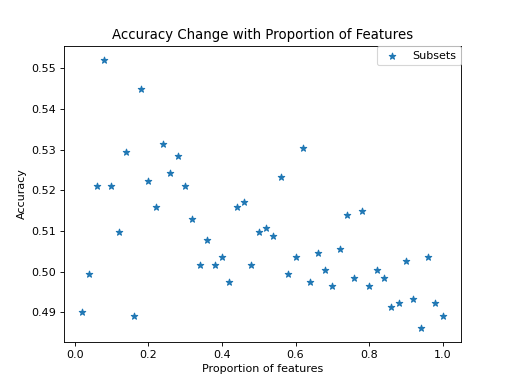 Accuracy Change with Proportion of Features
Subsets
0.55
0.54
0.53
0.52
0.51
0.50
0.49
Accuracy
0.0 0.2 0.4 0.6 0.8 1.0
Proportion of features